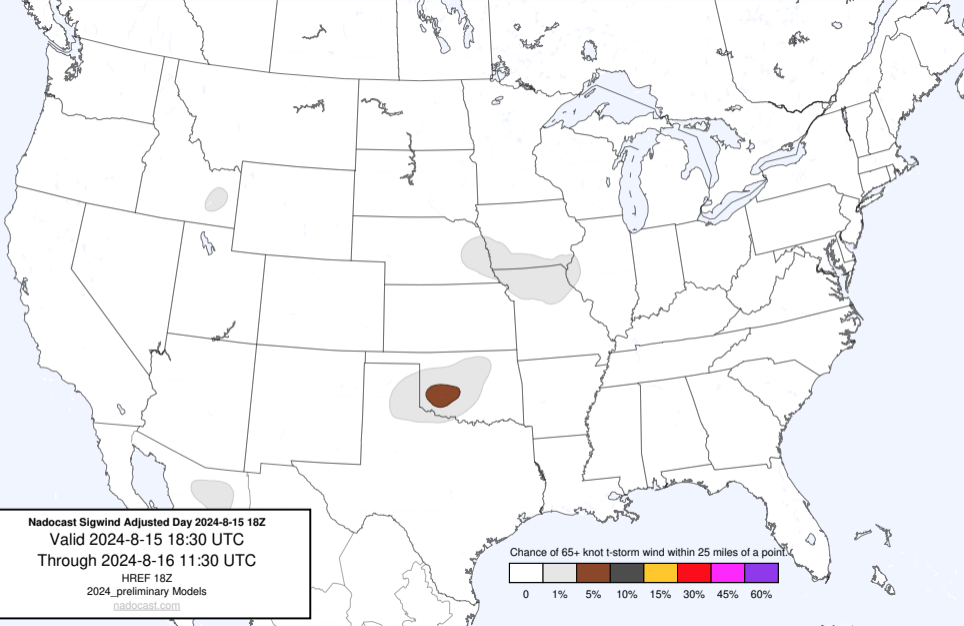 Nadocast Sigwind Adjusted Day 2024-8-15 18Z
Valid 2024-8-15 18:30 UTC
Through 2024-8-16 11:30 UTC
HREF 18Z
2024_preliminary Models
nadocast.com
Chance of 65+ knot t-storm wind within 25 miles of a point.
0 1% 5% 10% 15% 30% 45% 60%